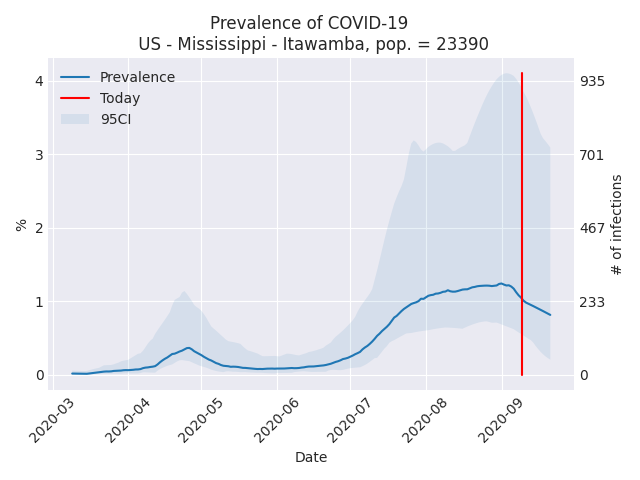 Prevalence of COVID-19
US - Mississippi - Itawamba, pop. = 23390
Prevalence
Today
95CI
4
3
2
1
0
%
935
701
467
233
0
# of infections
2020-03
2020-04
2020-05
2020-06
2020-07
2020-08
2020-09
Date